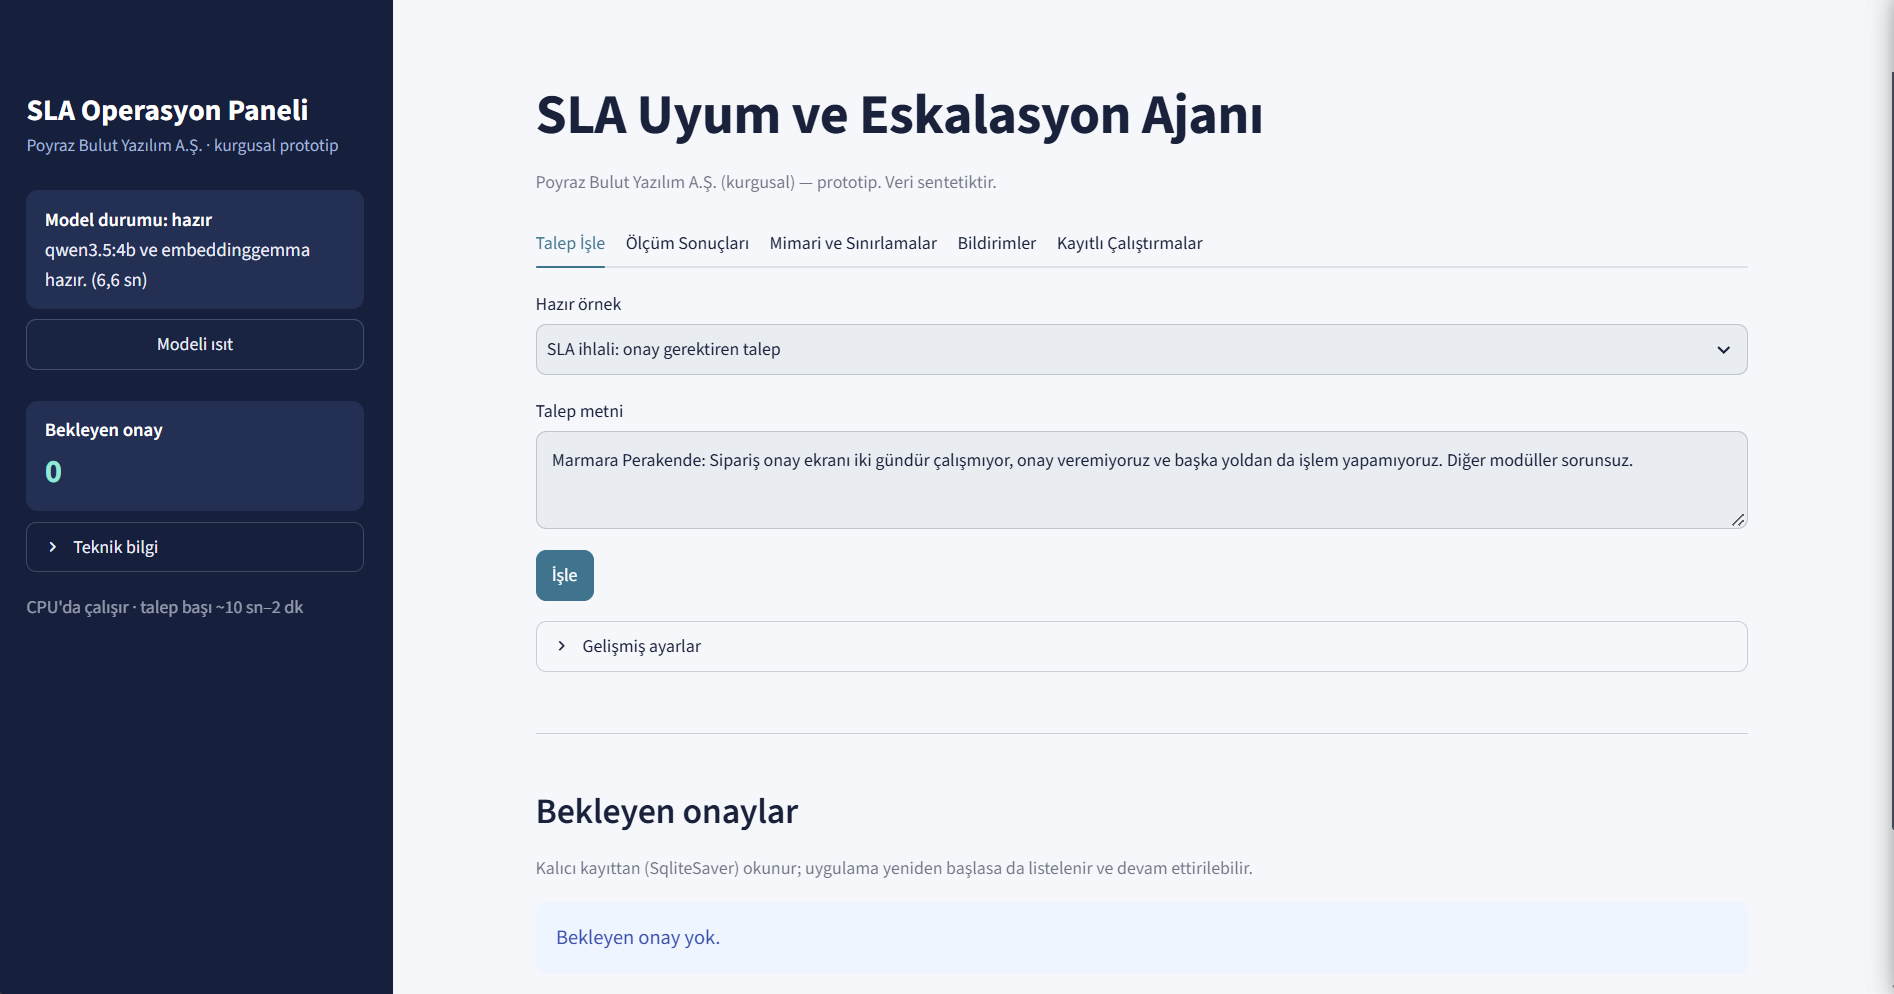 SLA Operasyon Paneli
Poyraz Bulut Yazılım A.Ş. · kurgusal prototip
Model durumu: hazır
qwen3.5:4b ve embeddinggemma
hazır. (6,6 sn)
Modeli ısıt
Bekleyen onay
0
Teknik bilgi
CPU'da çalışır · talep başı ~10 sn–2 dk
SLA Uyum ve Eskalasyon Ajanı
Poyraz Bulut Yazılım A.Ş. (kurgusal) — prototip. Veri sentetiktir.
Talep İşle Ölçüm Sonuçları Mimari ve Sınırlamalar Bildirimler Kayıtlı Çalıştırmalar
Hazır örnek
SLA ihlali: onay gerektiren talep
Talep metni
Marmara Perakende: Sipariş onay ekranı iki gündür çalışmıyor, onay veremiyoruz ve başka yoldan da işlem yapamıyoruz. Diğer modüller sorunsuz.
İşle
Gelişmiş ayarlar
Bekleyen onaylar
Kalıcı kayıttan (SqliteSaver) okunur; uygulama yeniden başlasa da listelenir ve devam ettirilebilir.
Bekleyen onay yok.